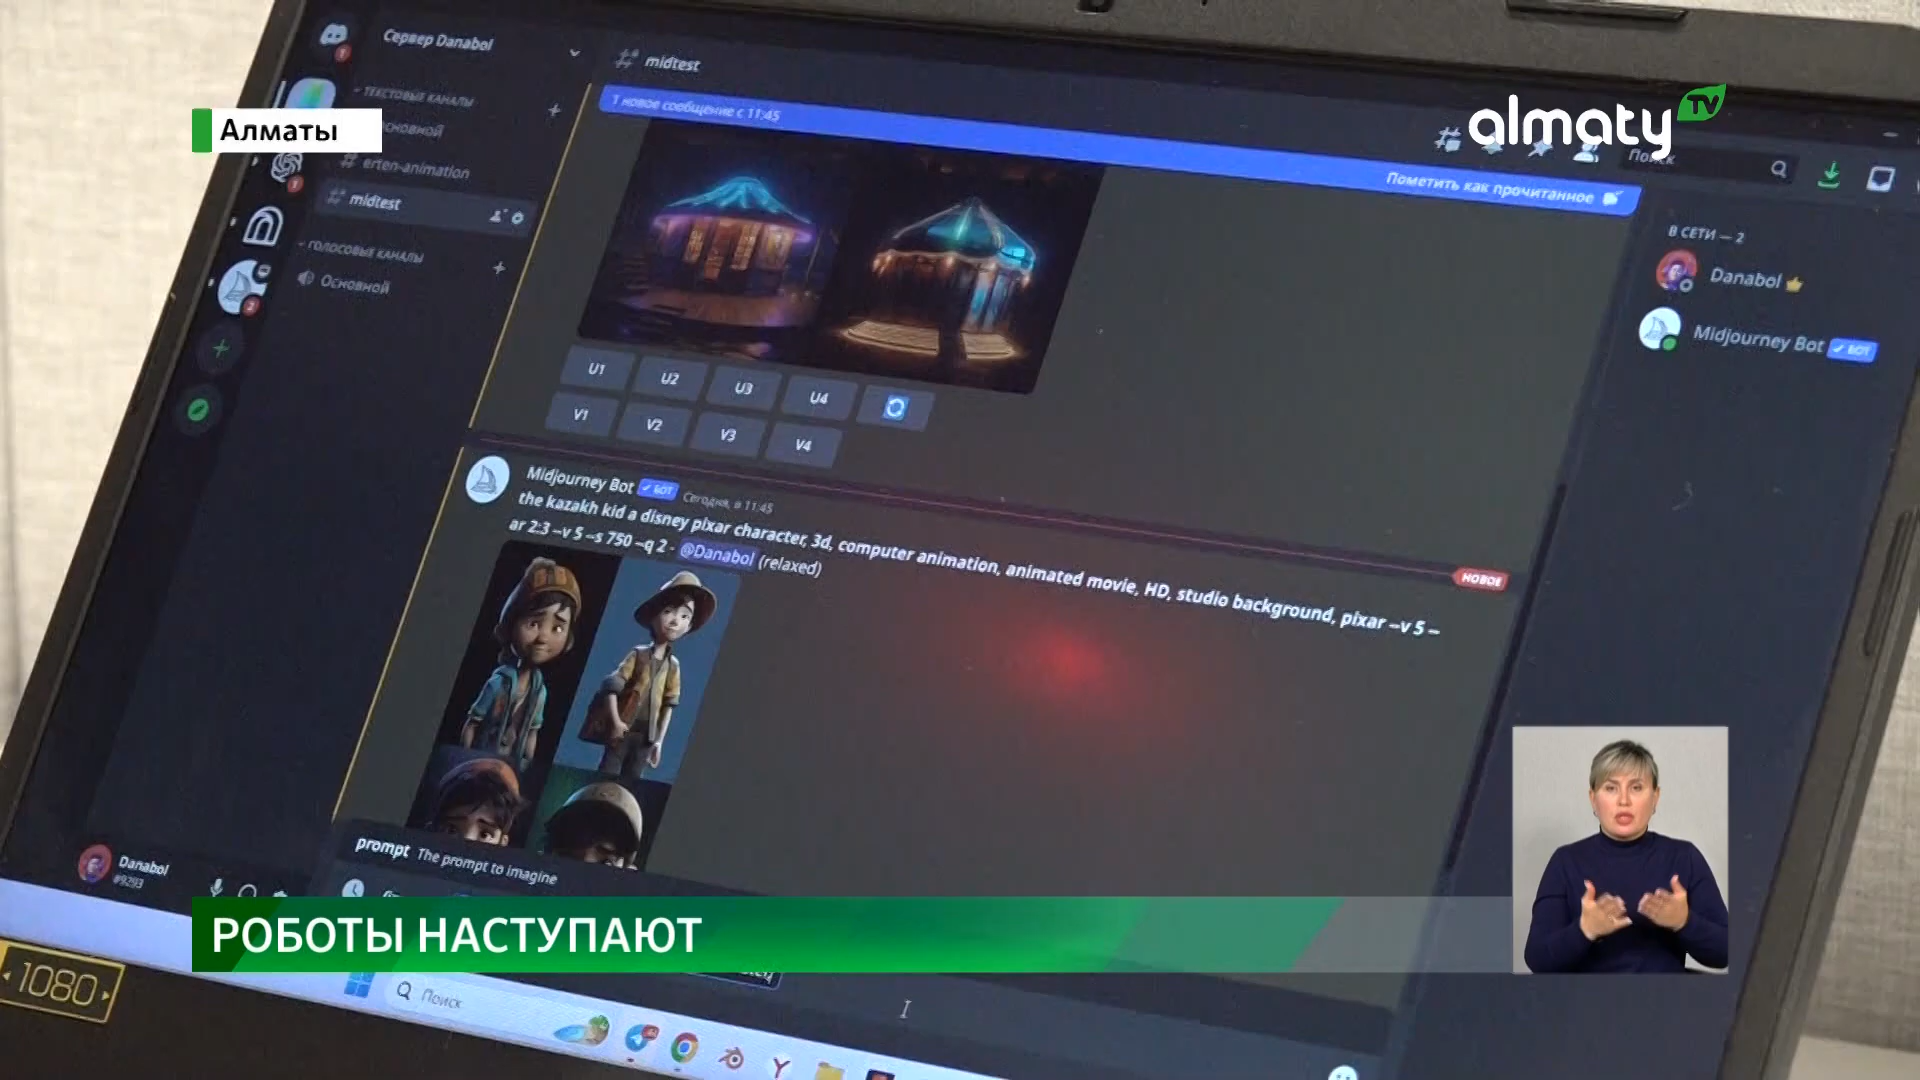 Сервер Danabol
midtest
ТЕКСТОВЫЕ КАНАЛЫ
1 новое сообщение с 11:45
almaty TV
Алматы
erten-animation
Поиск
Пометить как прочитанное
midtest
В СЕТИ — 2
ГОЛОСОВЫЕ КАНАЛЫ
Danabol
Основной
Midjourney Bot БОТ
U1 U2 U3 U4
V1 V2 V3 V4
Midjourney Bot БОТ Сегодня, в 11:45
НОВОЕ
the kazakh kid a disney pixar character, 3d, computer animation, animated movie, HD, studio background, pixar --v 5 --
ar 2:3 --v 5 --s 750 --q 2 - @Danabol (relaxed)
prompt The prompt to imagine
Danabol
#9293
РОБОТЫ НАСТУПАЮТ
1080
Поиск